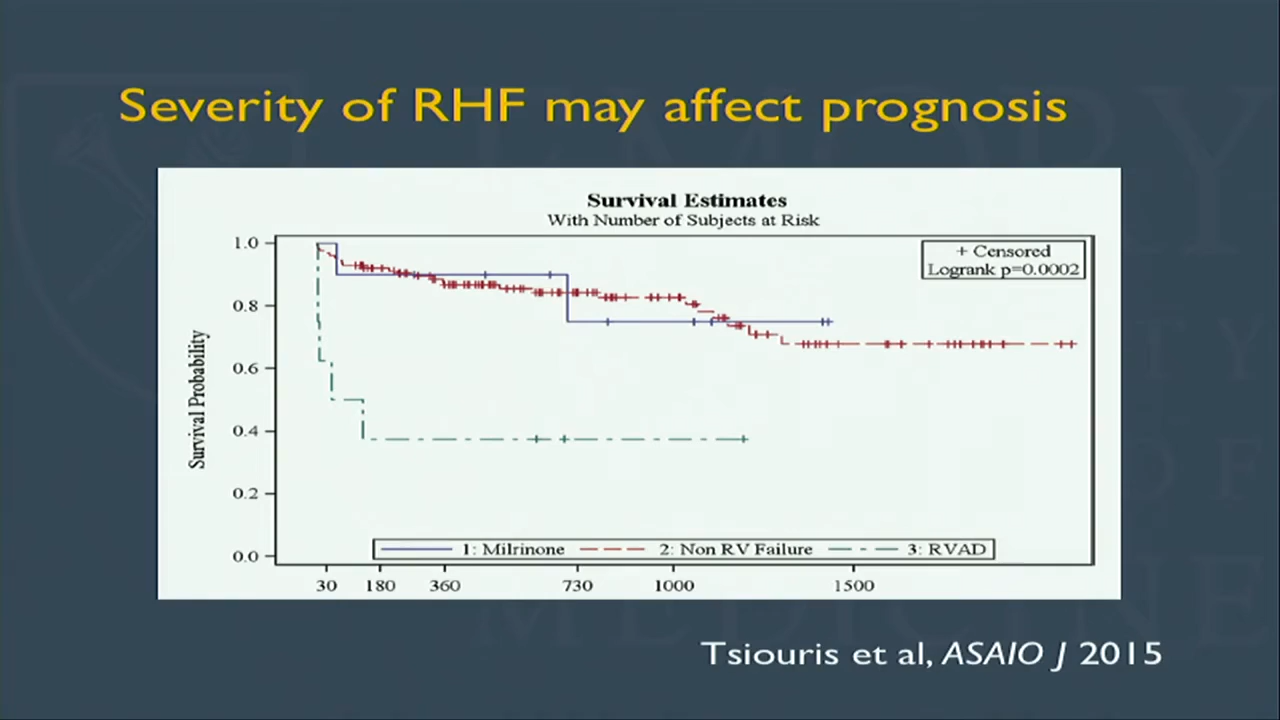 Severity of RHF may affect prognosis
Survival Estimates
With Number of Subjects at Risk
+ Censored
Logrank p=0.0002
Survival Probability
1.0
0.8
0.6
0.4
0.2
0.0
1: Milrinone 2: Non RV Failure 3: RVAD
30 180 360 730 1000 1500
Tsiouris et al, ASAIO J 2015